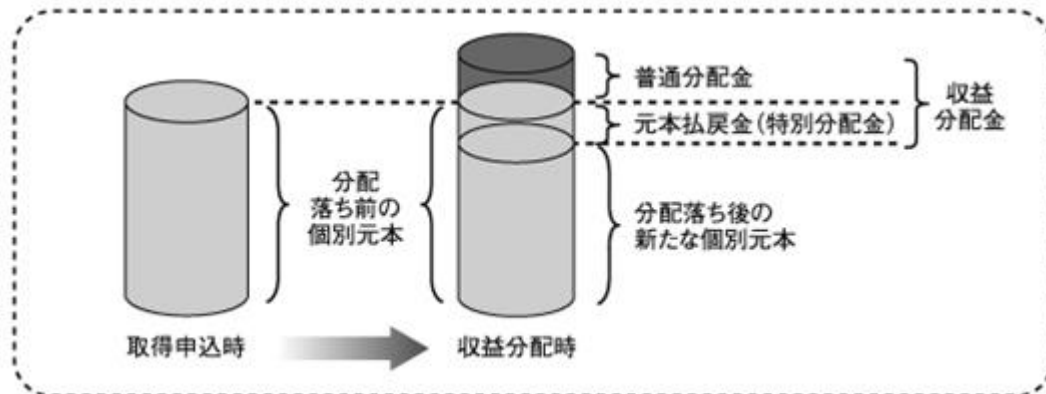 普通分配金
元本払戻金(特別分配金)
収益
分配金
分配
落ち前の
個別元本
分配落ち後の
新たな個別元本
取得申込時
収益分配時